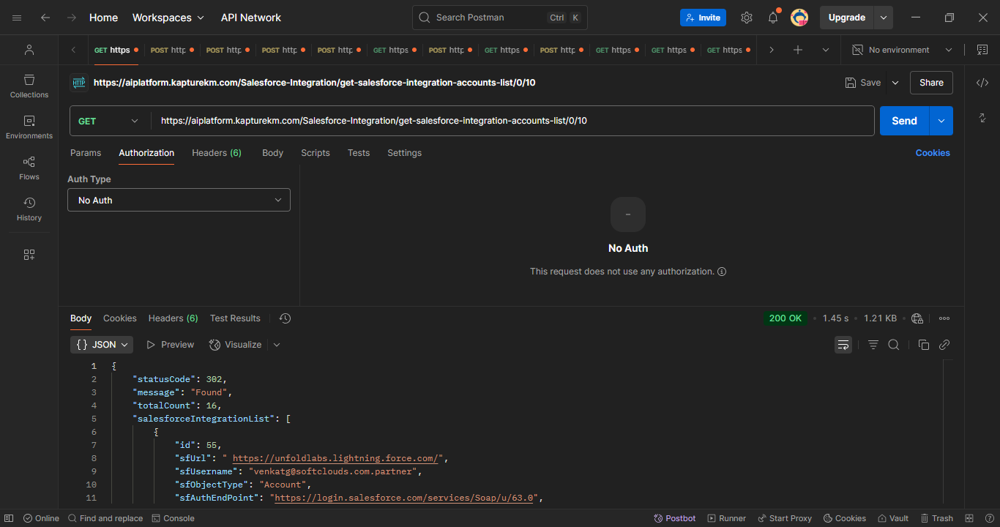 Home Workspaces API Network Search Postman Ctrl K Invite Upgrade
GET https POST http POST http POST http POST http GET https POST http GET https POST http GET https GET https GET https No environment
HTTP https://aiplatform.kapturekm.com/Salesforce-Integration/get-salesforce-integration-accounts-list/0/10 Save Share
Collections
GET https://aiplatform.kapturekm.com/Salesforce-Integration/get-salesforce-integration-accounts-list/0/10 Send
Environments
Params Authorization Headers (6) Body Scripts Tests Settings Cookies
Flows
Auth Type
No Auth
History
No Auth
This request does not use any authorization.
Body Cookies Headers (6) Test Results 200 OK 1.45 s 1.21 KB
{} JSON Preview Visualize
1 {
2 "statusCode": 302,
3 "message": "Found",
4 "totalCount": 16,
5 "salesforceIntegrationList": [
6 {
7 "id": 55,
8 "sfUrl": " https://unfoldlabs.lightning.force.com/",
9 "sfUsername": "venkatg@softclouds.com.partner",
10 "sfObjectType": "Account",
11 "sfAuthEndPoint": "https://login.salesforce.com/services/Soap/u/63.0",
Online Find and replace Console Postbot Runner Start Proxy Cookies Vault Trash